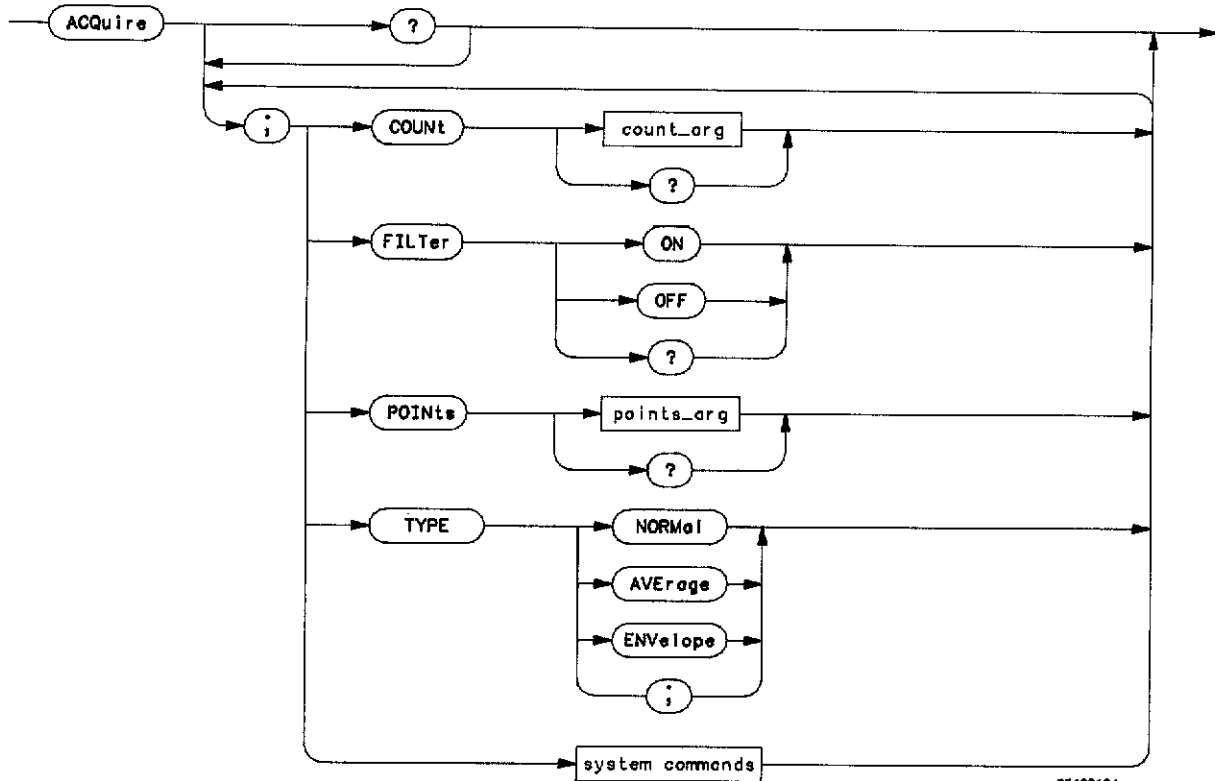 ACQuire
?
;
COUNt
count_arg
?
FILTer
ON
OFF
?
POINts
points_arg
?
TYPE
NORMal
AVErage
ENVelope
;
system commands